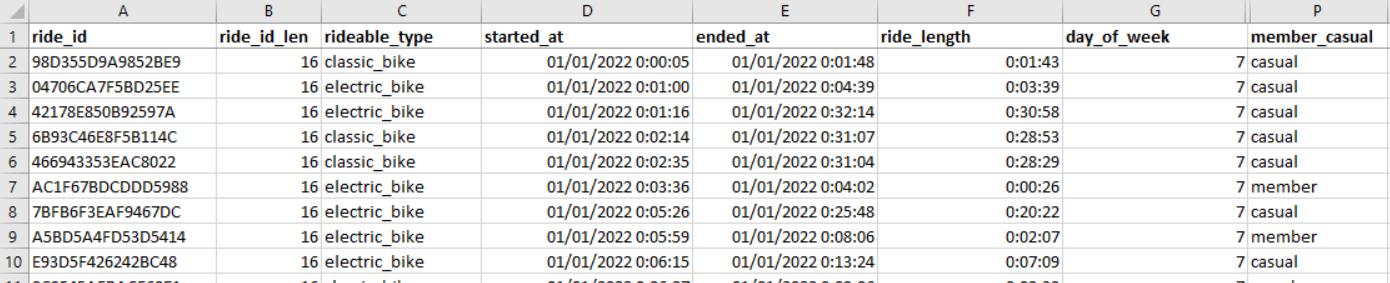 A B C D E F G P
1 ride_id ride_id_len rideable_type started_at ended_at ride_length day_of_week member_casual
2 98D355D9A9852BE9 16 classic_bike 01/01/2022 0:00:05 01/01/2022 0:01:48 0:01:43 7 casual
3 04706CA7F5BD25EE 16 electric_bike 01/01/2022 0:01:00 01/01/2022 0:04:39 0:03:39 7 casual
4 42178E850B92597A 16 electric_bike 01/01/2022 0:01:16 01/01/2022 0:32:14 0:30:58 7 casual
5 6B93C46E8F5B114C 16 classic_bike 01/01/2022 0:02:14 01/01/2022 0:31:07 0:28:53 7 casual
6 466943353EAC8022 16 classic_bike 01/01/2022 0:02:35 01/01/2022 0:31:04 0:28:29 7 casual
7 AC1F67BDCDDD5988 16 electric_bike 01/01/2022 0:03:36 01/01/2022 0:04:02 0:00:26 7 member
8 7BFB6F3EAF9467DC 16 electric_bike 01/01/2022 0:05:26 01/01/2022 0:25:48 0:20:22 7 casual
9 A5BD5A4FD53D5414 16 electric_bike 01/01/2022 0:05:59 01/01/2022 0:08:06 0:02:07 7 member
10 E93D5F426242BC48 16 electric_bike 01/01/2022 0:06:15 01/01/2022 0:13:24 0:07:09 7 casual